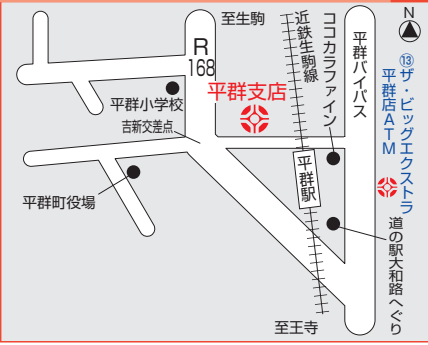 至生駒
N
R
168
近鉄生駒線
ココカラファイン
平群バイパス
⑬ザ・ビッグエクストラ
平群店ATM
平群支店
平群小学校
吉新交差点
平群駅
平群町役場
道の駅大和路へぐり
至王寺